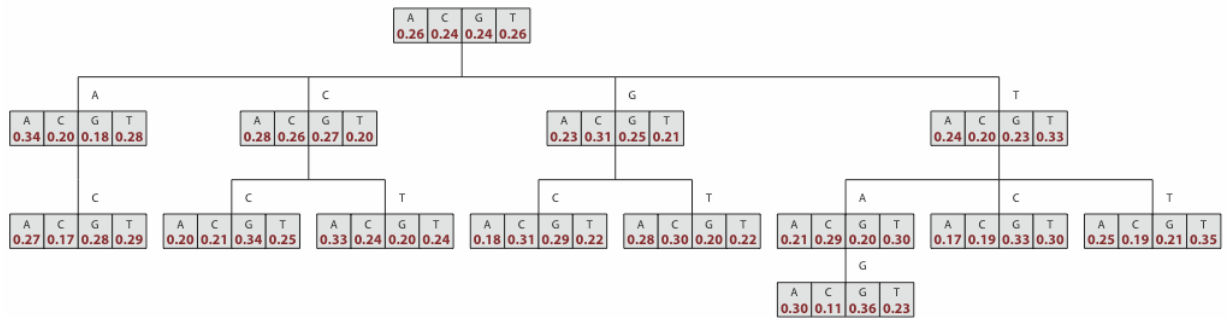 A C G T
0.26 0.24 0.24 0.26
A C G T
A C G T A C G T A C G T A C G T
0.34 0.20 0.18 0.28 0.28 0.26 0.27 0.20 0.23 0.31 0.25 0.21 0.24 0.20 0.23 0.33
C C T C T A C T
A C G T A C G T A C G T A C G T A C G T A C G T A C G T A C G T
0.27 0.17 0.28 0.29 0.20 0.21 0.34 0.25 0.33 0.24 0.20 0.24 0.18 0.31 0.29 0.22 0.28 0.30 0.20 0.22 0.21 0.29 0.20 0.30 0.17 0.19 0.33 0.30 0.25 0.19 0.21 0.35
G
A C G T
0.30 0.11 0.36 0.23